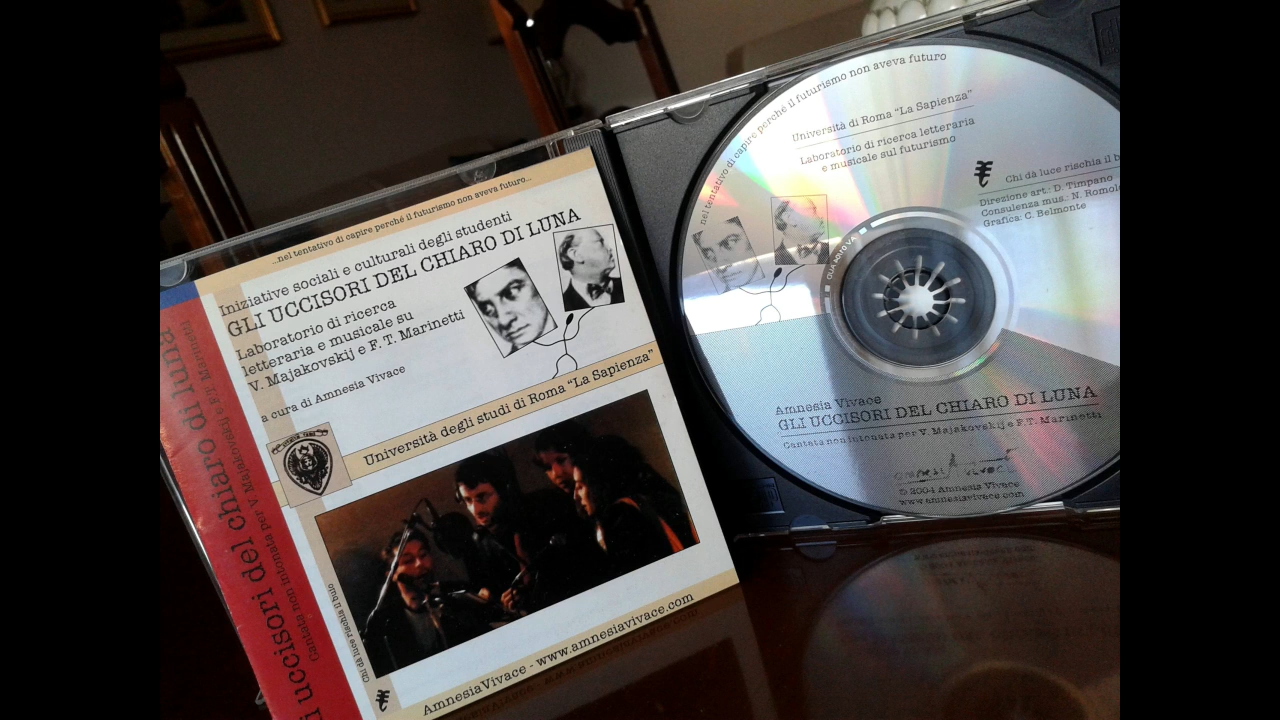 ...nel tentativo di capire perché il futurismo non aveva futuro...
Iniziative sociali e culturali degli studenti
GLI UCCISORI DEL CHIARO DI LUNA
Laboratorio di ricerca
letteraria e musicale su
V. Majakovskij e F. T. Marinetti
a cura di Amnesia Vivace
Università degli studi di Roma "La Sapienza"
Chi dà luce rischia il buio
AmnesiaVivace - www.amnesiavivace.com
i uccisori del chiaro di luna
Cantata non intonata per V. Majakovskij e F.T. Marinetti
nel tentativo di capire perché il futurismo non aveva futuro
Università di Roma "La Sapienza"
Laboratorio di ricerca letteraria
e musicale sul futurismo
Chi dà luce rischia il b
Direzione art.: D. Timpano
Consulenza mus.: N. Romol
Grafica: C. Belmonte
Amnesia Vivace
GLI UCCISORI DEL CHIARO DI LUNA
Cantata non intonata per V. Majakovskij e F.T. Marinetti
© 2004 Amnesia Vivace
www.amnesiavivace.com